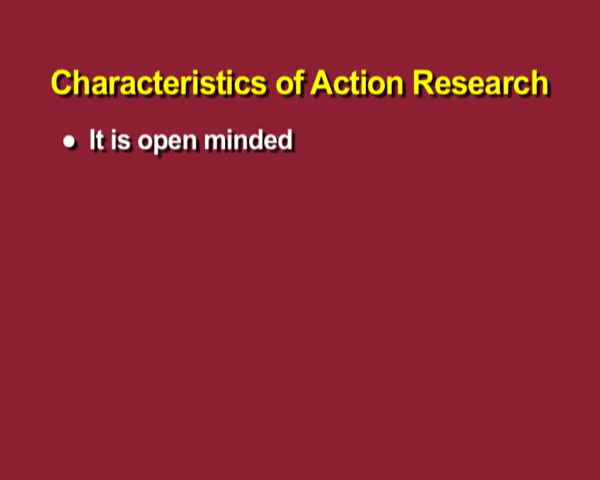 Characteristics of Action Research
● It is open minded